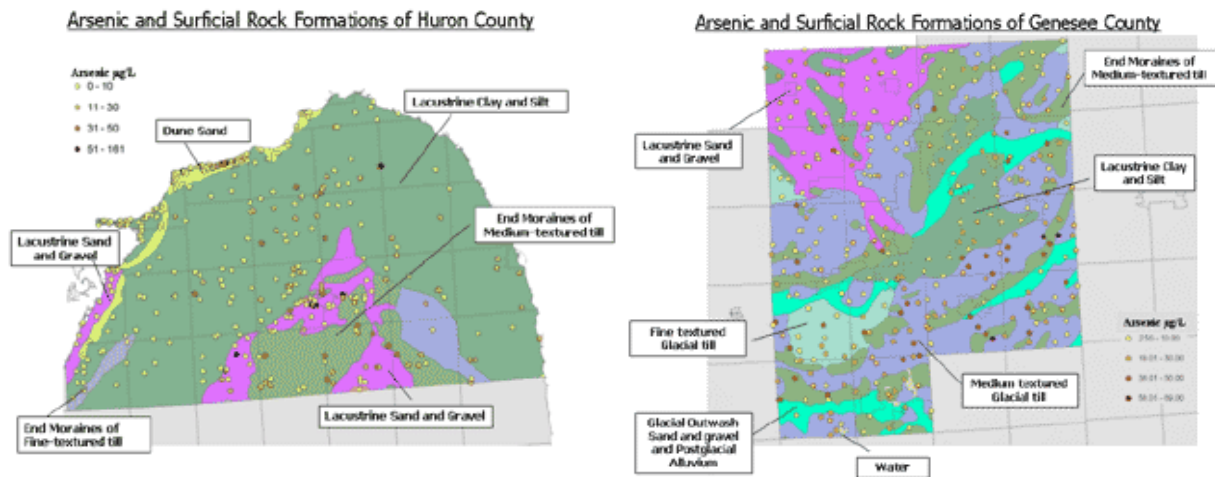 Arsenic and Surficial Rock Formations of Huron County
Arsenic µg/L
0 - 10
11 - 30
31 - 50
51 - 161
Dune Sand
Lacustrine Clay and Silt
End Moraines of
Medium-textured till
Lacustrine Sand
and Gravel
End Moraines of
Fine-textured till
Lacustrine Sand and Gravel
Arsenic and Surficial Rock Formations of Genesee County
End Moraines of
Medium-textured till
Lacustrine Sand
and Gravel
Lacustrine Clay
and Silt
Fine textured
Glacial till
Arsenic µg/L
Medium textured
Glacial till
Glacial Outwash
Sand and gravel
and Postglacial
Alluvium
Water